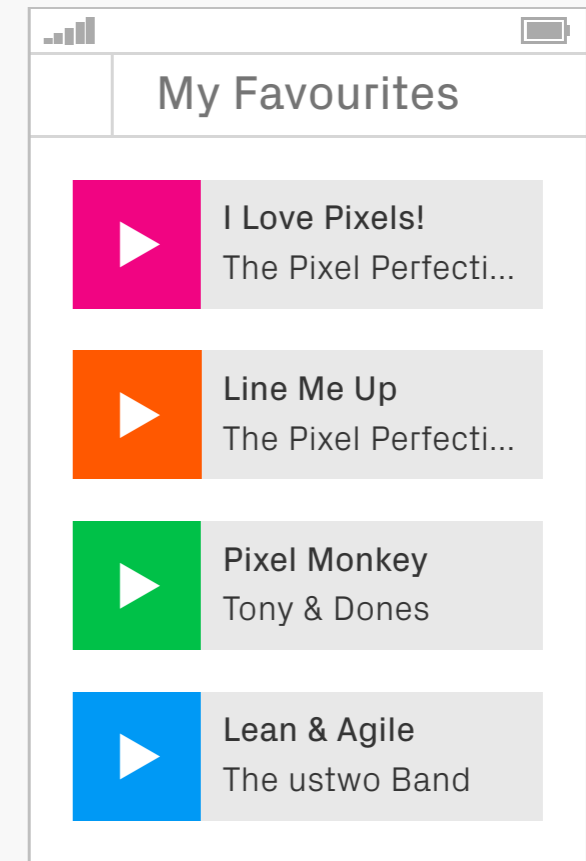 My Favourites
I Love Pixels!
The Pixel Perfecti...
Line Me Up
The Pixel Perfecti...
Pixel Monkey
Tony & Dones
Lean & Agile
The ustwo Band